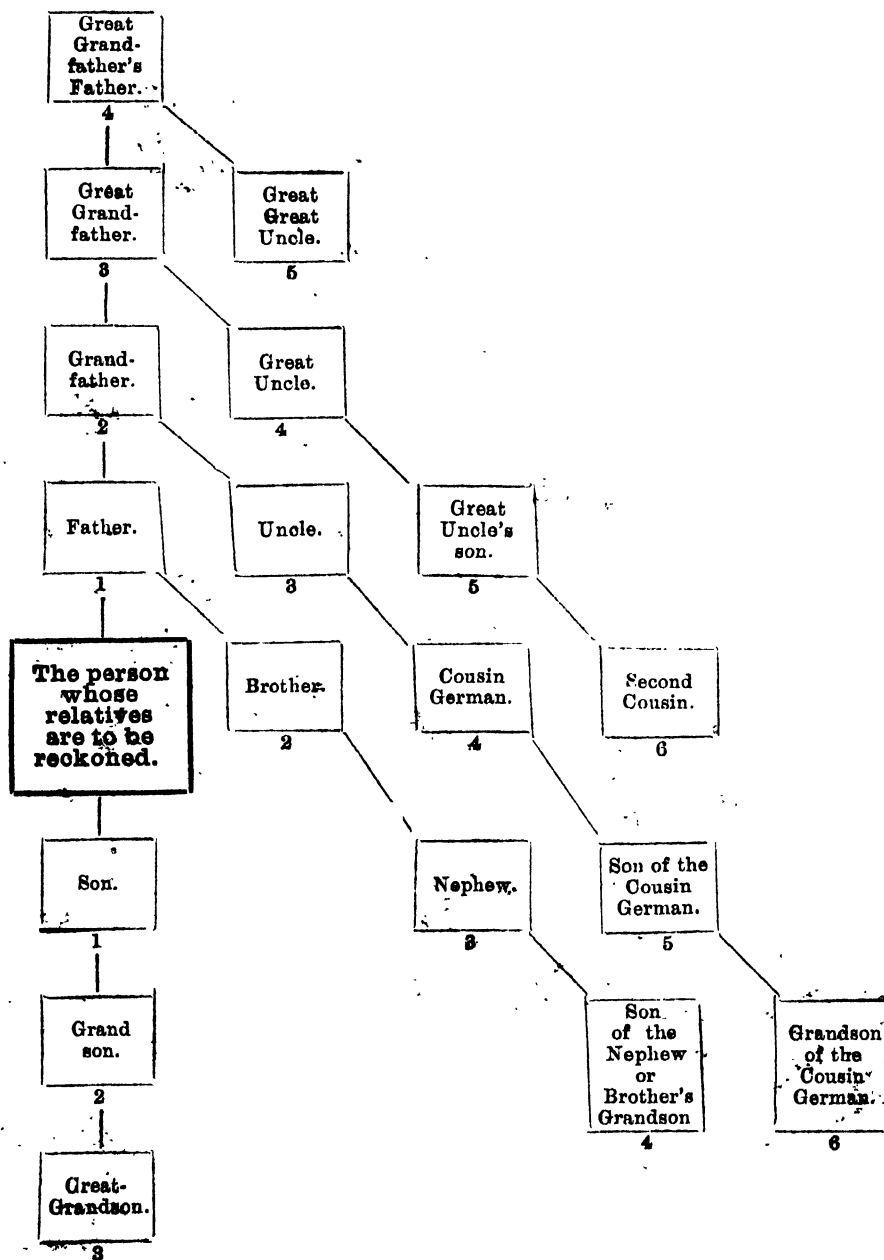 Great
Grand-
father's
Father.
4
Great
Grand-
father.
3
Great
Great
Uncle.
5
Grand-
father.
2
Great
Uncle.
4
Father.
1
Uncle.
3
Great
Uncle's
son.
5
The person
whose
relatives
are to be
reckoned.
Brother.
2
Cousin
German.
4
Second
Cousin.
6
Son.
1
Nephew.
3
Son of the
Cousin
German.
5
Grand
son.
2
Son
of the
Nephew
or
Brother's
Grandson
4
Grandson
of the
Cousin
German.
6
Great-
Grandson.
3